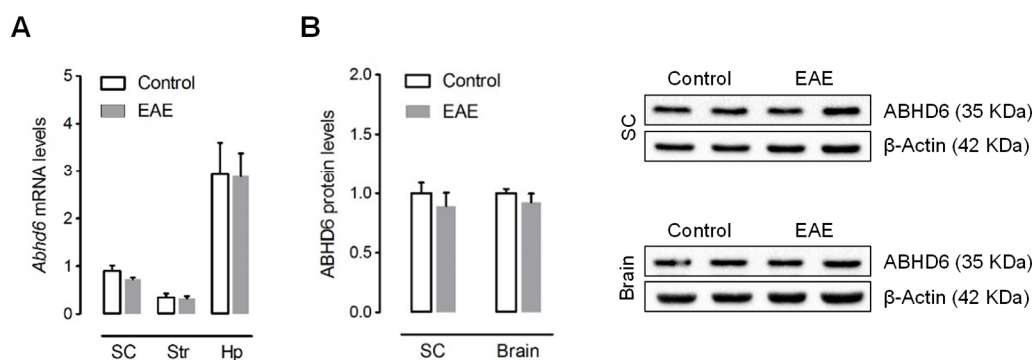 A
Abhd6 mRNA levels
5
4
3
2
1
0
Control
EAE
SC Str Hp
B
ABHD6 protein levels
2.0
1.5
1.0
0.5
0.0
Control
EAE
SC Brain
Control EAE
SC
ABHD6 (35 KDa)
β-Actin (42 KDa)
Control EAE
Brain
ABHD6 (35 KDa)
β-Actin (42 KDa)